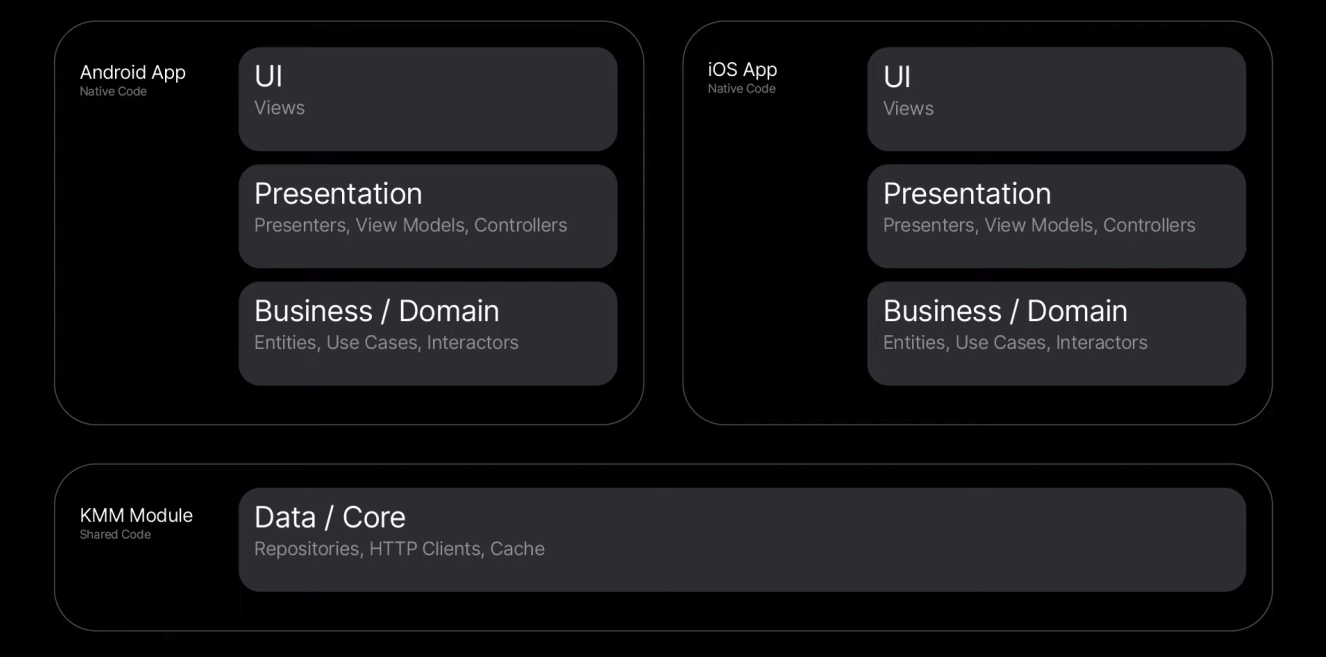 Android App
Native Code
UI
Views
Presentation
Presenters, View Models, Controllers
Business / Domain
Entities, Use Cases, Interactors
iOS App
Native Code
UI
Views
Presentation
Presenters, View Models, Controllers
Business / Domain
Entities, Use Cases, Interactors
KMM Module
Shared Code
Data / Core
Repositories, HTTP Clients, Cache